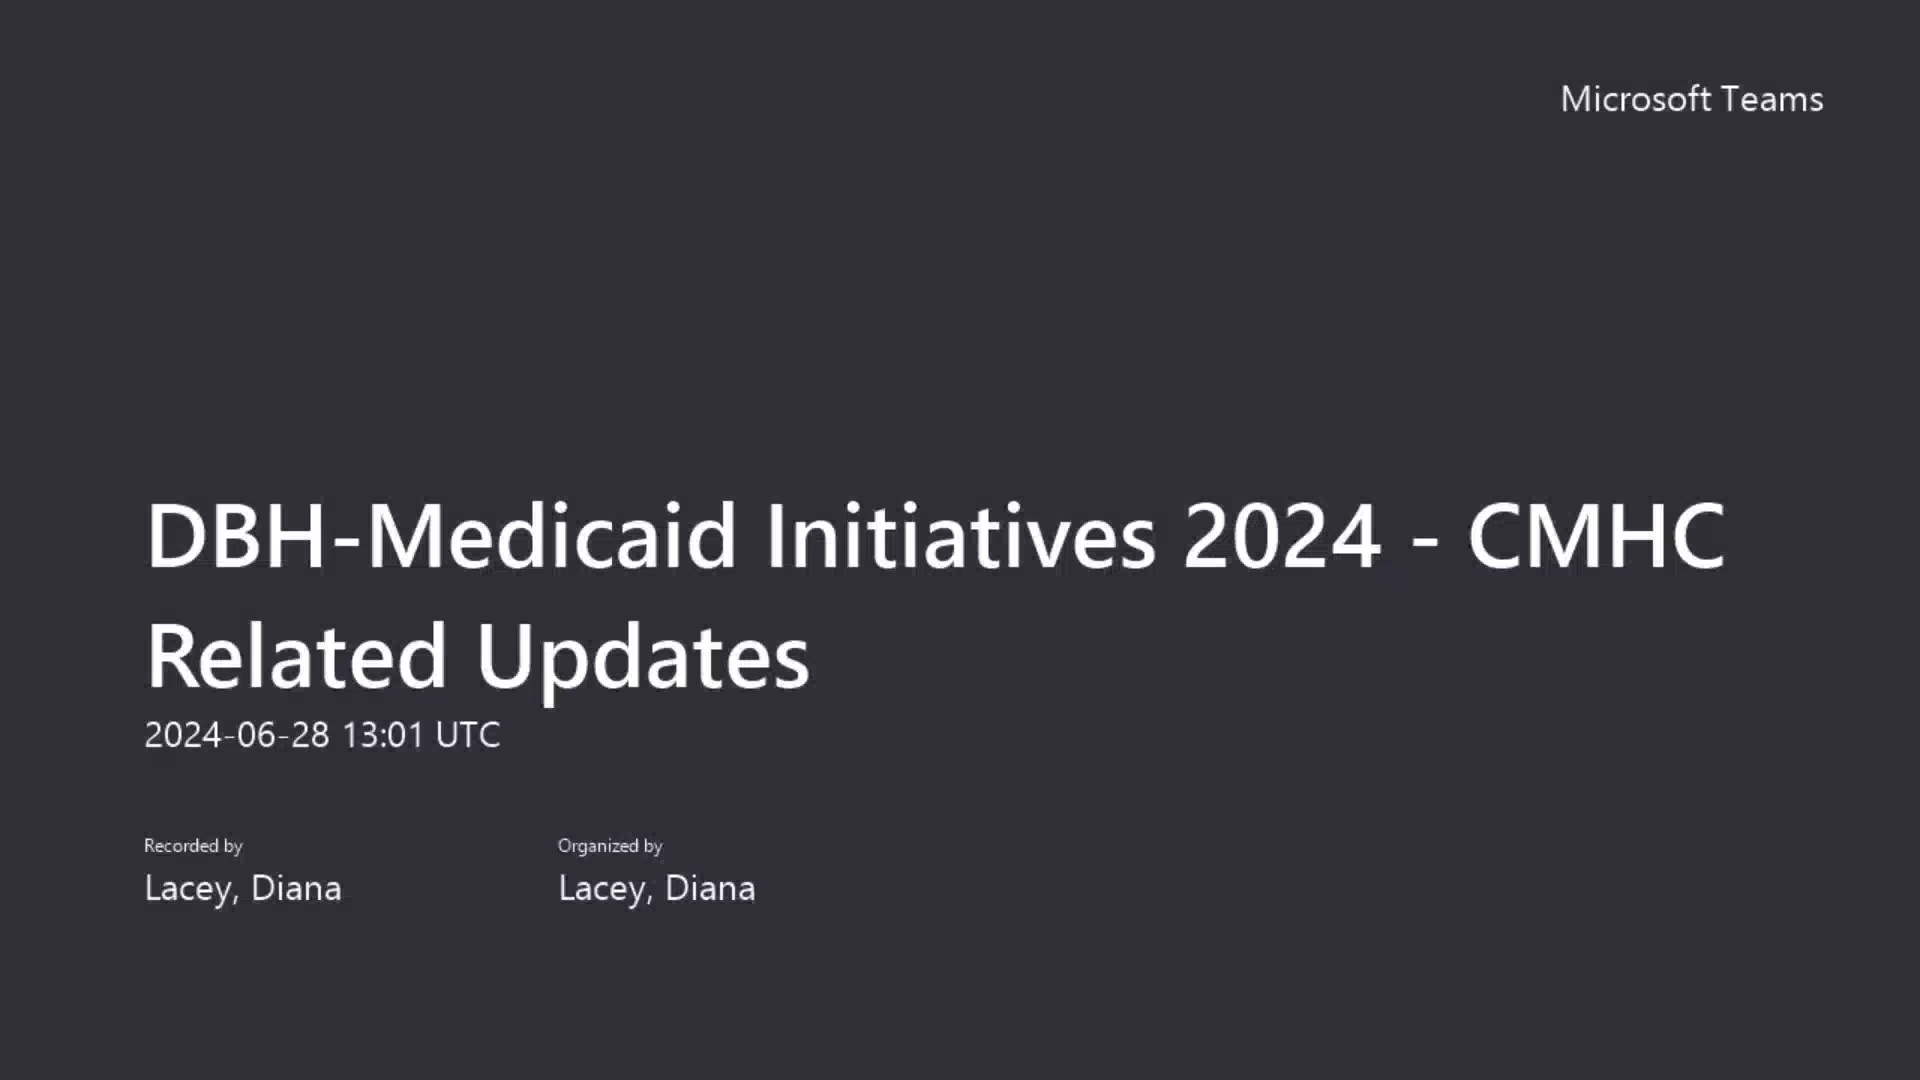 Microsoft Teams
DBH-Medicaid Initiatives 2024 - CMHC
Related Updates
2024-06-28 13:01 UTC
Recorded by
Organized by
Lacey, Diana
Lacey, Diana